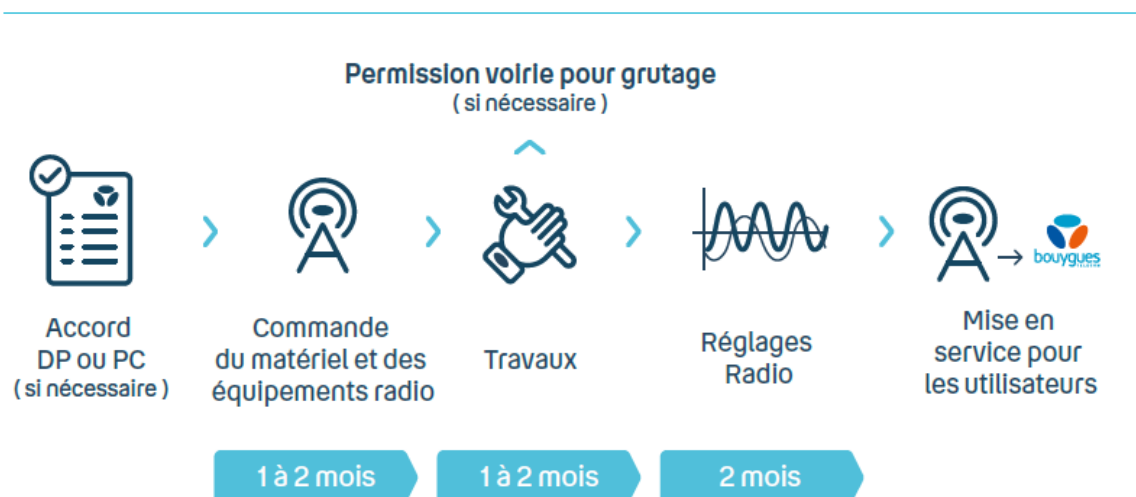 Permission voirie pour grutage
( si nécessaire )
Accord
DP ou PC
( si nécessaire )
Commande
du matériel et des
équipements radio
Travaux
Réglages
Radio
bouygues
Mise en
service pour
les utilisateurs
1 à 2 mois
1 à 2 mois
2 mois